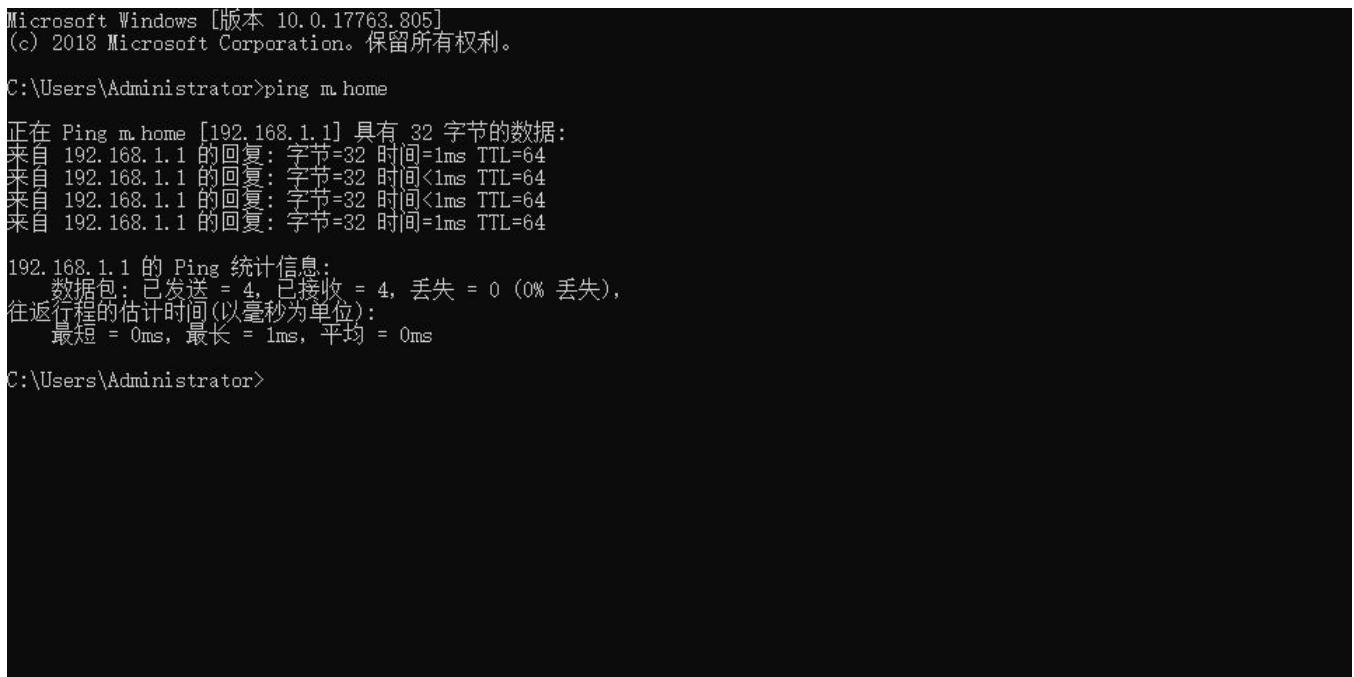 Microsoft Windows [版本 10.0.17763.805]
(c) 2018 Microsoft Corporation。保留所有权利。
C:\Users\Administrator>ping m.home
正在 Ping m.home [192.168.1.1] 具有 32 字节的数据:
来自 192.168.1.1 的回复: 字节=32 时间=1ms TTL=64
来自 192.168.1.1 的回复: 字节=32 时间<1ms TTL=64
来自 192.168.1.1 的回复: 字节=32 时间<1ms TTL=64
来自 192.168.1.1 的回复: 字节=32 时间=1ms TTL=64
192.168.1.1 的 Ping 统计信息:
数据包: 已发送 = 4, 已接收 = 4, 丢失 = 0 (0% 丢失),
往返行程的估计时间(以毫秒为单位):
最短 = 0ms, 最长 = 1ms, 平均 = 0ms
C:\Users\Administrator>